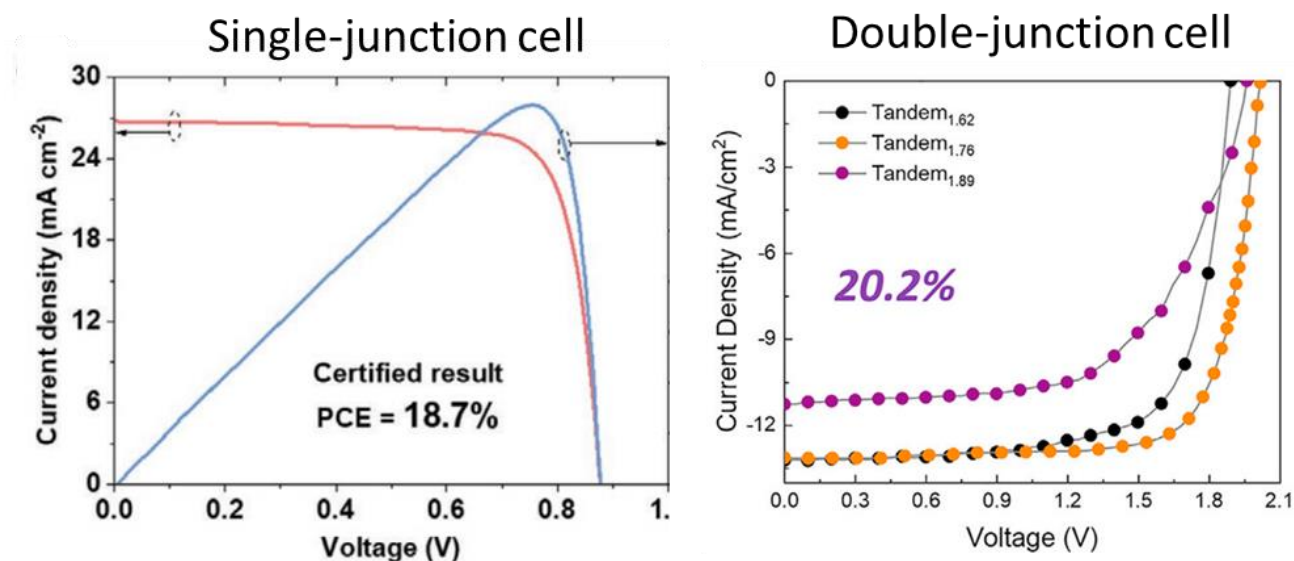 Single-junction cell
Current density (mA cm⁻²)
30
24
18
12
6
0
Certified result
PCE = 18.7%
0.0 0.2 0.4 0.6 0.8 1.
Voltage (V)
Double-junction cell
Current Density (mA/cm²)
0
-3
-6
-9
-12
Tandem₁.₆₂
Tandem₁.₇₆
Tandem₁.₈₉
20.2%
0.0 0.3 0.6 0.9 1.2 1.5 1.8 2.1
Voltage (V)